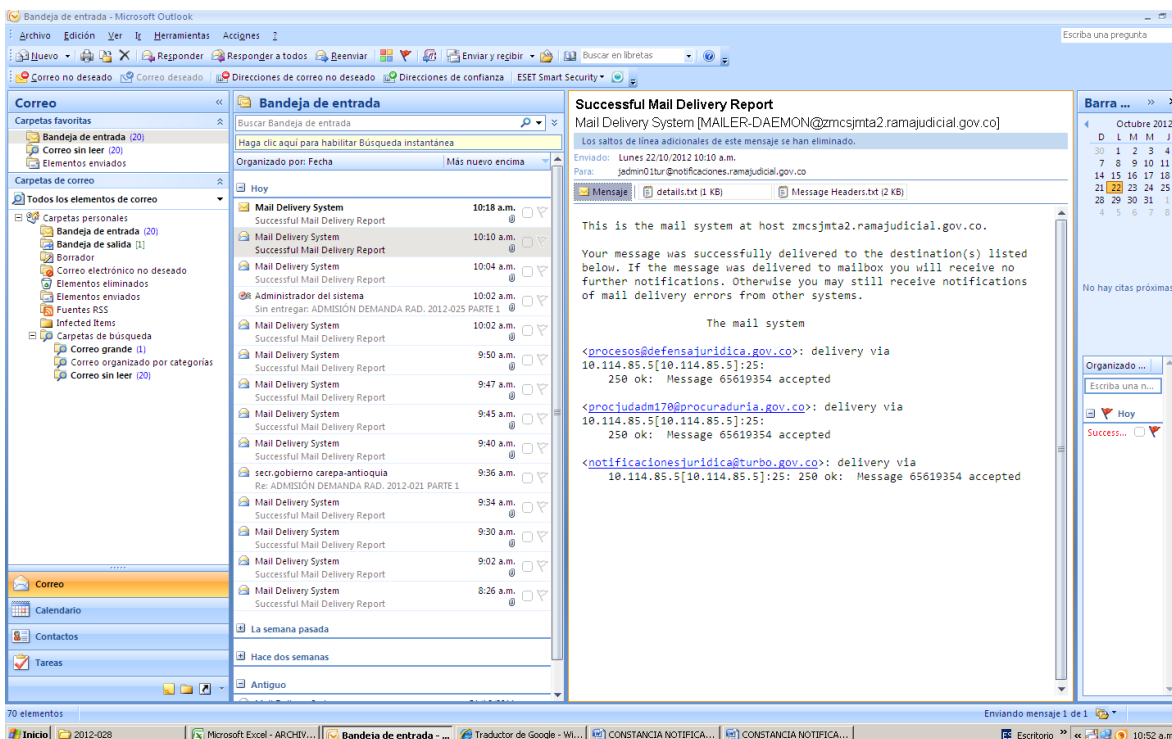 Bandeja de entrada - Microsoft Outlook
Archivo Edición Ver Ir Herramientas Acciones ?
Escriba una pregunta
Nuevo Responder Responder a todos Reenviar Enviar y recibir Buscar en libretas
Correo no deseado Correo deseado Direcciones de correo no deseado Direcciones de confianza ESET Smart Security
Correo
Carpetas favoritas
Bandeja de entrada (20)
Correo sin leer (20)
Elementos enviados
Carpetas de correo
Todos los elementos de correo
Carpetas personales
Bandeja de entrada (20)
Bandeja de salida [1]
Borrador
Correo electrónico no deseado
Elementos eliminados
Elementos enviados
Fuentes RSS
Infected Items
Carpetas de búsqueda
Correo grande (1)
Correo organizado por categorías
Correo sin leer (20)
Correo
Calendario
Contactos
Tareas
Bandeja de entrada
Buscar Bandeja de entrada
Haga clic aquí para habilitar Búsqueda instantánea
Organizado por: Fecha Más nuevo encima
Hoy
Mail Delivery System 10:18 a.m.
Successful Mail Delivery Report
Mail Delivery System 10:10 a.m.
Successful Mail Delivery Report
Mail Delivery System 10:04 a.m.
Successful Mail Delivery Report
Administrador del sistema 10:02 a.m.
Sin entregar: ADMISIÓN DEMANDA RAD. 2012-025 PARTE 1
Mail Delivery System 10:02 a.m.
Successful Mail Delivery Report
Mail Delivery System 9:50 a.m.
Successful Mail Delivery Report
Mail Delivery System 9:47 a.m.
Successful Mail Delivery Report
Mail Delivery System 9:45 a.m.
Successful Mail Delivery Report
Mail Delivery System 9:40 a.m.
Successful Mail Delivery Report
secr.gobierno carepa-antioquia 9:36 a.m.
Re: ADMISIÓN DEMANDA RAD. 2012-021 PARTE 1
Mail Delivery System 9:34 a.m.
Successful Mail Delivery Report
Mail Delivery System 9:30 a.m.
Successful Mail Delivery Report
Mail Delivery System 9:02 a.m.
Successful Mail Delivery Report
Mail Delivery System 8:26 a.m.
Successful Mail Delivery Report
La semana pasada
Hace dos semanas
Antiguo
Successful Mail Delivery Report
Mail Delivery System [MAILER-DAEMON@zmcsjmta2.ramajudicial.gov.co]
Los saltos de línea adicionales de este mensaje se han eliminado.
Enviado: Lunes 22/10/2012 10:10 a.m.
Para: jadmin01tur@notificaciones.ramajudicial.gov.co
Mensaje details.txt (1 KB) Message Headers.txt (2 KB)
This is the mail system at host zmcsjmta2.ramajudicial.gov.co.
Your message was successfully delivered to the destination(s) listed
below. If the message was delivered to mailbox you will receive no
further notifications. Otherwise you may still receive notifications
of mail delivery errors from other systems.
The mail system
<procesos@defensajuridica.gov.co>: delivery via
10.114.85.5[10.114.85.5]:25:
250 ok: Message 65619354 accepted
<procjudadm170@procuraduria.gov.co>: delivery via
10.114.85.5[10.114.85.5]:25:
250 ok: Message 65619354 accepted
<notificacionesjuridica@turbo.gov.co>: delivery via
10.114.85.5[10.114.85.5]:25: 250 ok: Message 65619354 accepted
Barra ...
Octubre 2012
D L M M J
30 1 2 3 4
7 8 9 10 11
14 15 16 17 18
21 22 23 24 25
28 29 30 31 1
4 5 6 7 8
No hay citas próximas
Organizado ...
Escriba una n...
Hoy
Success...
70 elementos
Enviando mensaje 1 de 1
Inicio 2012-028 Microsoft Excel - ARCHIV... Bandeja de entrada - ... Traductor de Google - Wi... CONSTANCIA NOTIFICA... CONSTANCIA NOTIFICA... ES Escritorio 10:52 a.m.